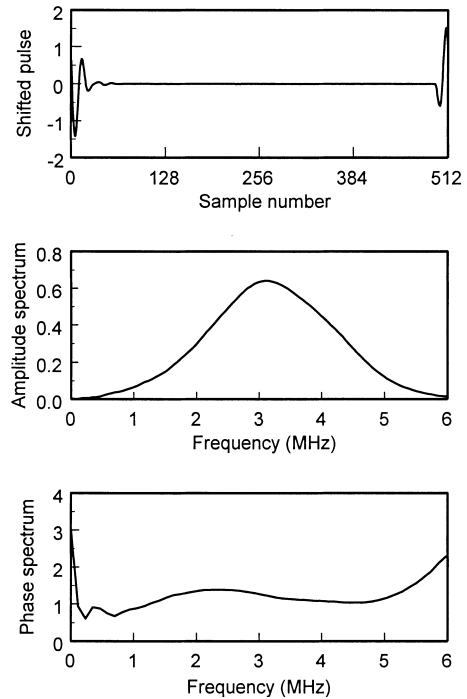 Shifted pulse
2
1
0
-1
-2
0 128 256 384 512
Sample number
Amplitude spectrum
0.8
0.6
0.4
0.2
0.0
0 1 2 3 4 5 6
Frequency (MHz)
Phase spectrum
4
3
2
1
0
0 1 2 3 4 5 6
Frequency (MHz)